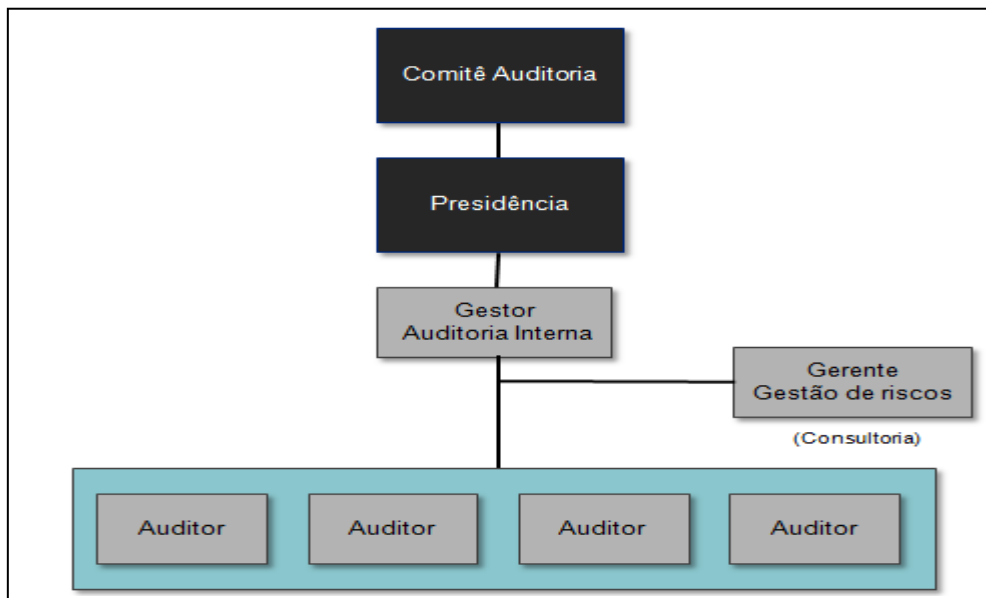 Comitê Auditoria
Presidência
Gestor
Auditoria Interna
Gerente
Gestão de riscos
(Consultoria)
Auditor
Auditor
Auditor
Auditor